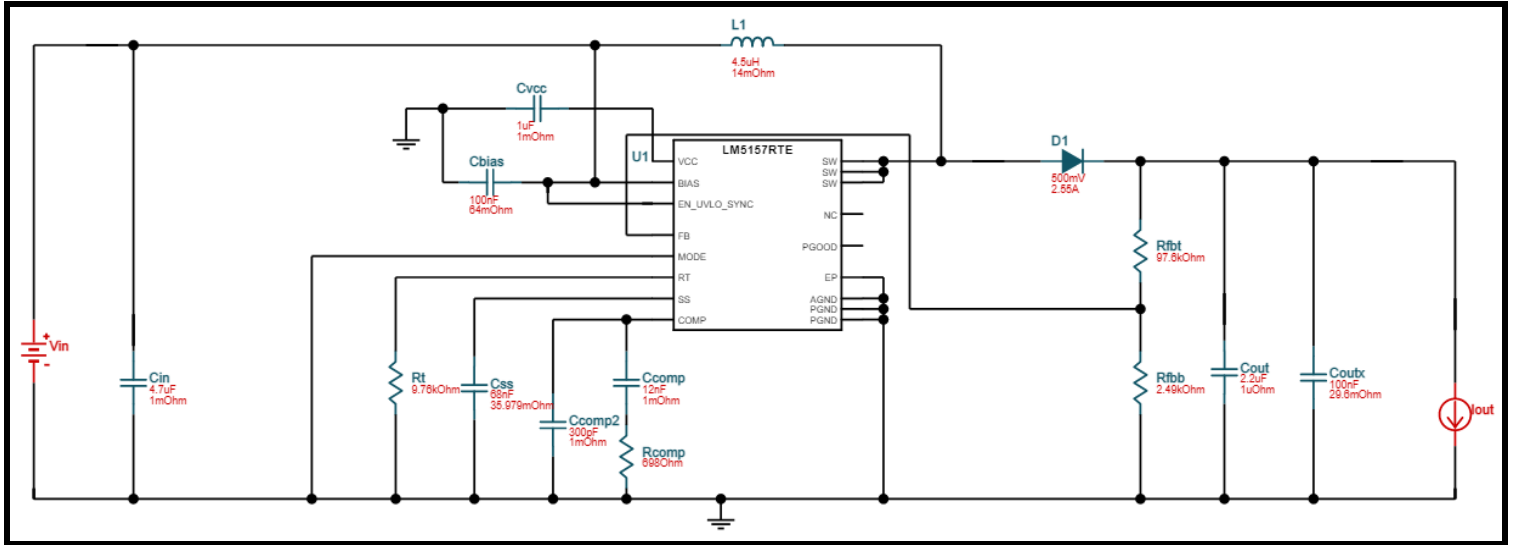 L1
4.5uH
14mOhm
Cvcc
1uF
1mOhm
Cbias
100nF
64mOhm
U1
LM5157RTE
VCC
BIAS
EN_UVLO_SYNC
FB
MODE
RT
SS
COMP
SW
SW
SW
NC
PGOOD
EP
AGND
PGND
PGND
D1
500mV
2.55A
Rfbt
97.6kOhm
Rfbb
2.49kOhm
Cout
2.2uF
1uOhm
Coutx
100nF
29.6mOhm
Iout
+
Vin
-
Cin
4.7uF
1mOhm
Rt
9.76kOhm
Css
68nF
35.979mOhm
Ccomp
12nF
1mOhm
Ccomp2
300pF
1mOhm
Rcomp
698Ohm